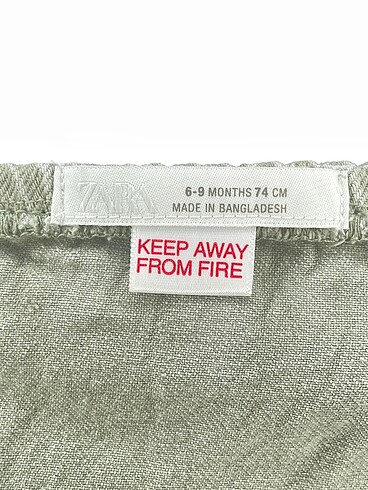 ZARA
6-9 MONTHS 74 CM
MADE IN BANGLADESH
KEEP AWAY
FROM FIRE